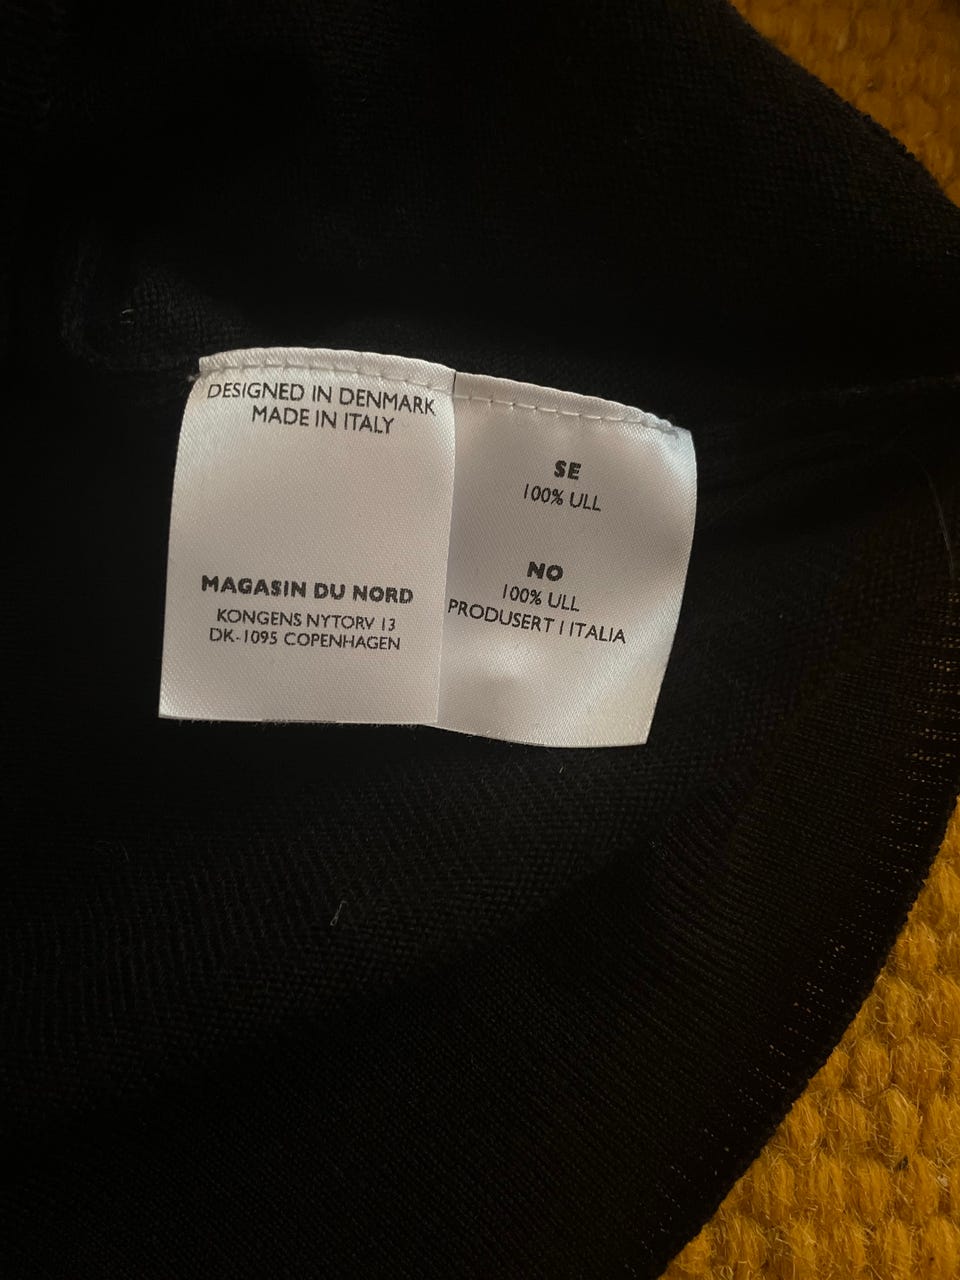 DESIGNED IN DENMARK
MADE IN ITALY
MAGASIN DU NORD
KONGENS NYTORV 13
DK-1095 COPENHAGEN
SE
100% ULL
NO
100% ULL
PRODUSERT I ITALIA